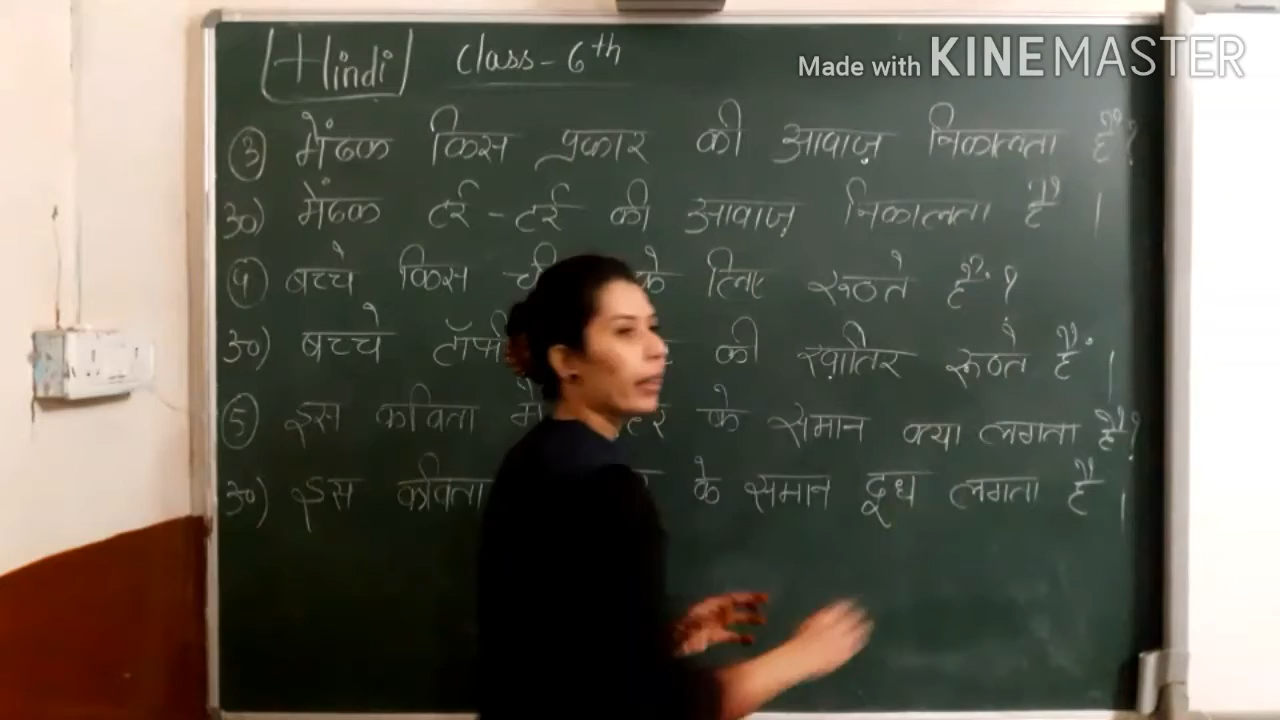 Hindi Class - 6th
Made with KINEMASTER
③ मेंढक किस प्रकार की आवाज़ निकालता है?
उ०) मेंढक टर्र - टर्र की आवाज़ निकालता है ।
④ बच्चे किस के लिए रूठते हैं ?
उ०) बच्चे की ख़ातिर रूठते हैं ।
⑤ इस कविता में के समान क्या लगता है?
उ०) इस कविता के समान दूध लगता है ।